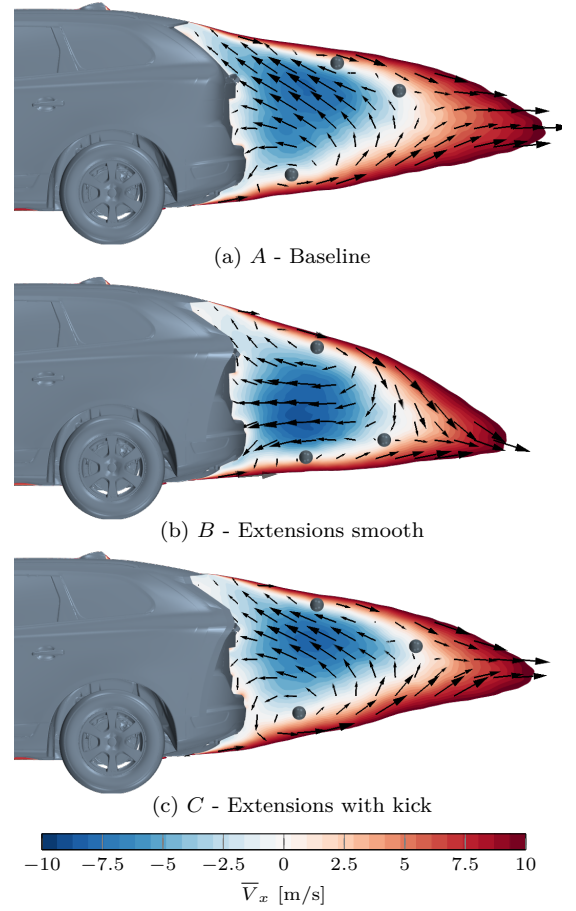 (a) A - Baseline
(b) B - Extensions smooth
(c) C - Extensions with kick
−10 −7.5 −5 −2.5 0 2.5 5 7.5 10
V̅ₓ [m/s]